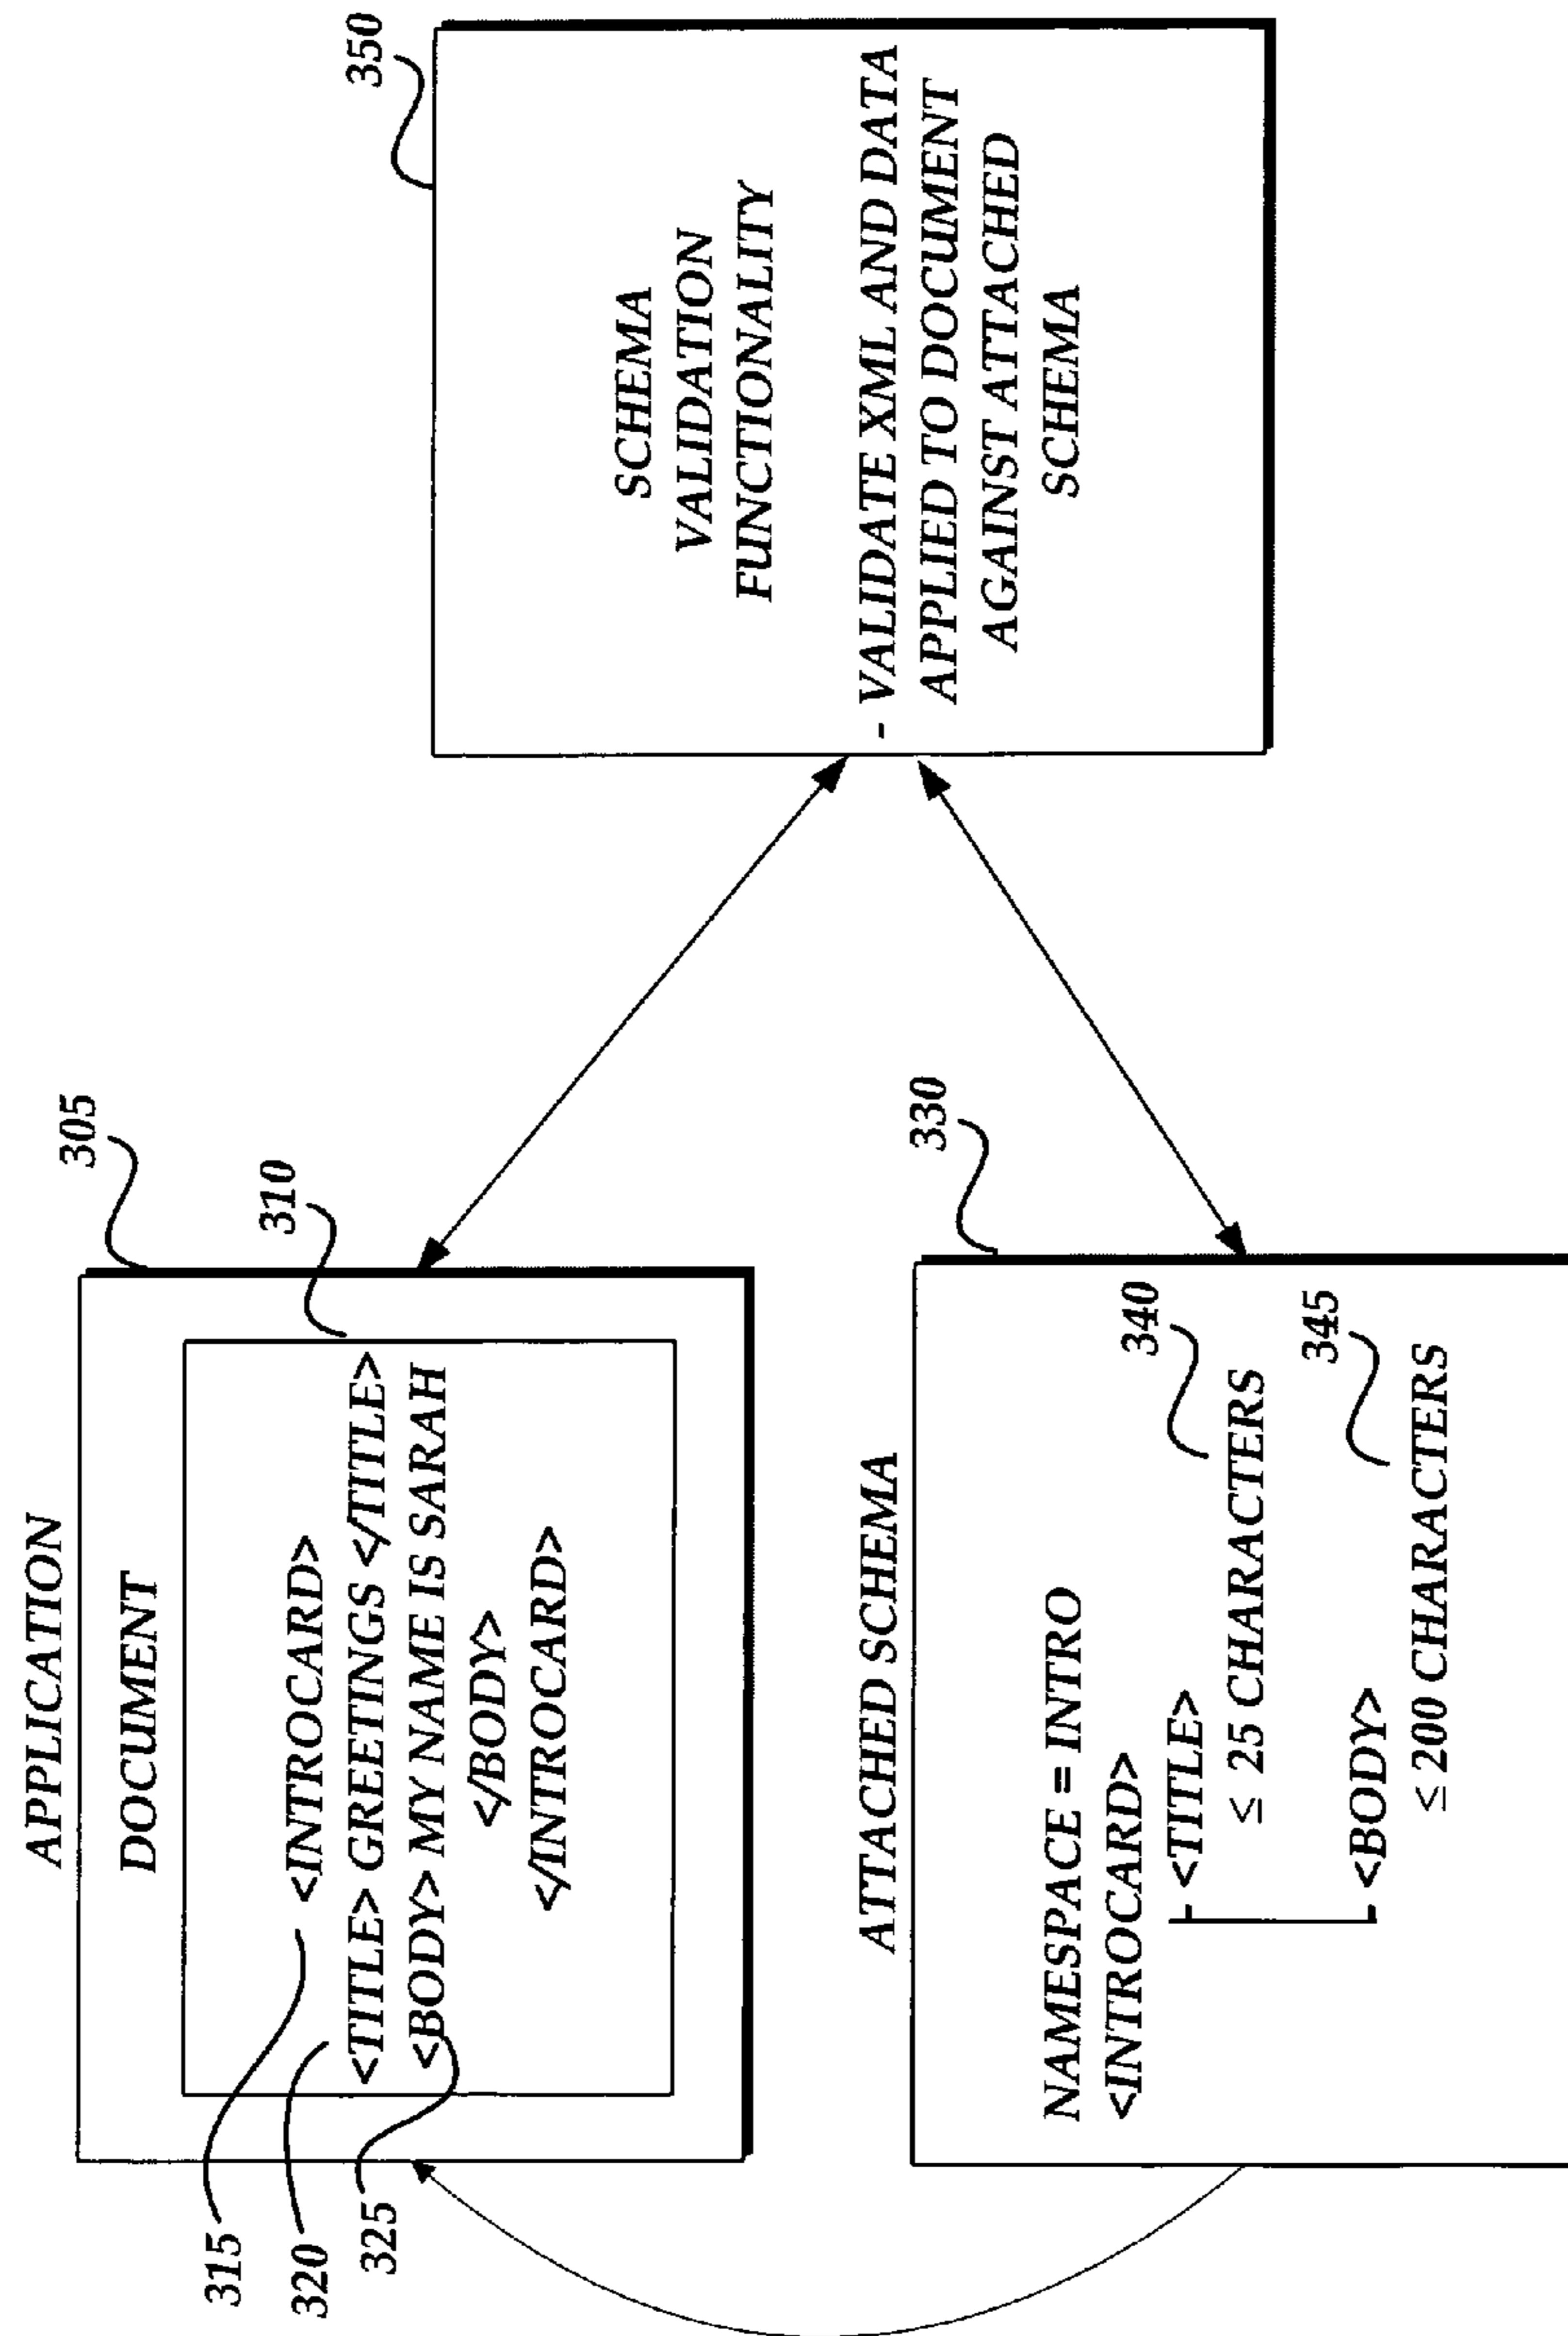 APPLICATION
305
DOCUMENT
310
315
<INTROCARD>
320
<TITLE> GREETINGS </TITLE>
325
<BODY> MY NAME IS SARAH
</BODY>
</INTROCARD>
ATTACHED SCHEMA
330
NAMESPACE = INTRO
<INTROCARD>
<TITLE>
340
≤ 25 CHARACTERS
<BODY>
345
≤ 200 CHARACTERS
350
SCHEMA
VALIDATION
FUNCTIONALITY
- VALIDATE XML AND DATA
APPLIED TO DOCUMENT
AGAINST ATTACHED
SCHEMA